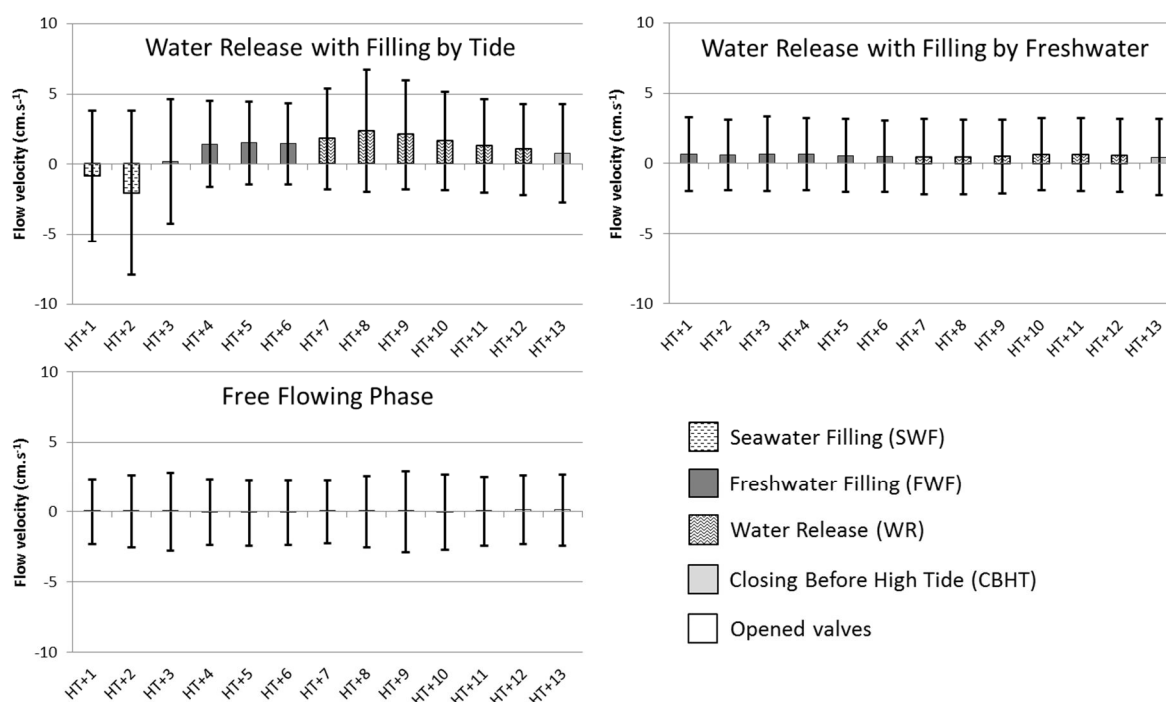 Water Release with Filling by Tide
10
5
0
-5
-10
Flow velocity (cm.s-1)
HT+1 HT+2 HT+3 HT+4 HT+5 HT+6 HT+7 HT+8 HT+9 HT+10 HT+11 HT+12 HT+13
Water Release with Filling by Freshwater
10
5
0
-5
-10
Flow velocity (cm.s-1)
HT+1 HT+2 HT+3 HT+4 HT+5 HT+6 HT+7 HT+8 HT+9 HT+10 HT+11 HT+12 HT+13
Free Flowing Phase
10
5
0
-5
-10
Flow velocity (cm.s-1)
HT+1 HT+2 HT+3 HT+4 HT+5 HT+6 HT+7 HT+8 HT+9 HT+10 HT+11 HT+12 HT+13
Seawater Filling (SWF)
Freshwater Filling (FWF)
Water Release (WR)
Closing Before High Tide (CBHT)
Opened valves